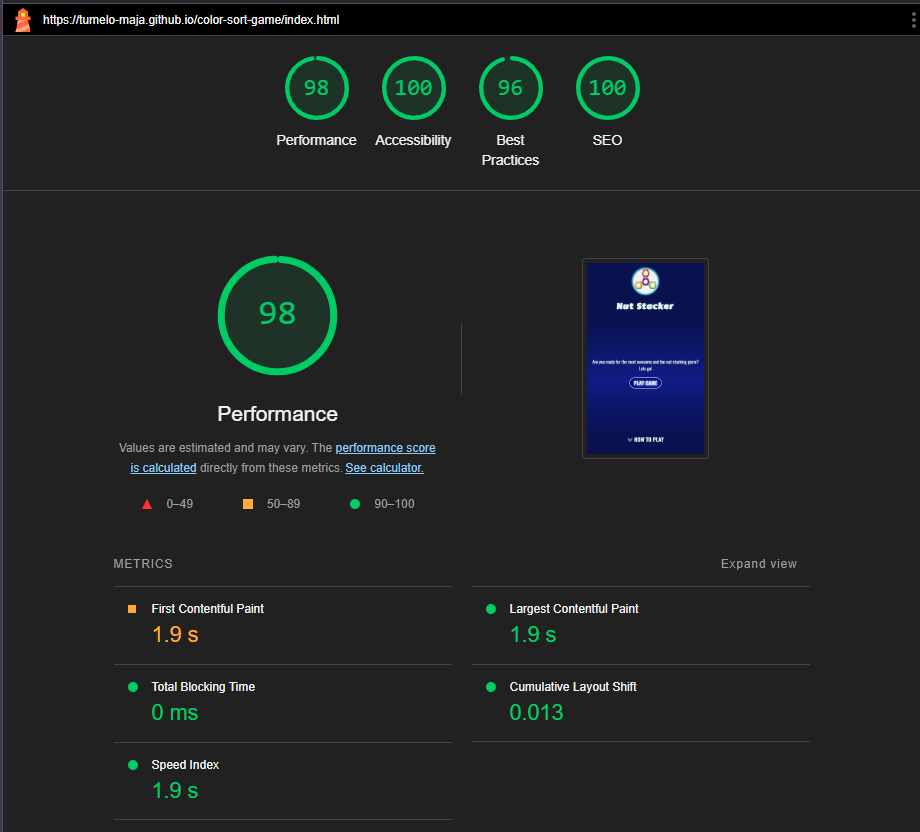 https://tumelo-maja.github.io/color-sort-game/index.html
98
100
96
100
Performance
Accessibility
Best
Practices
SEO
98
Performance
Values are estimated and may vary. The performance score
is calculated directly from these metrics. See calculator.
0–49
50–89
90–100
Nut Stacker
Are you ready for the most awesome and fun nut stacking game?
Lets go!
PLAY GAME
HOW TO PLAY
METRICS
Expand view
First Contentful Paint
1.9 s
Largest Contentful Paint
1.9 s
Total Blocking Time
0 ms
Cumulative Layout Shift
0.013
Speed Index
1.9 s